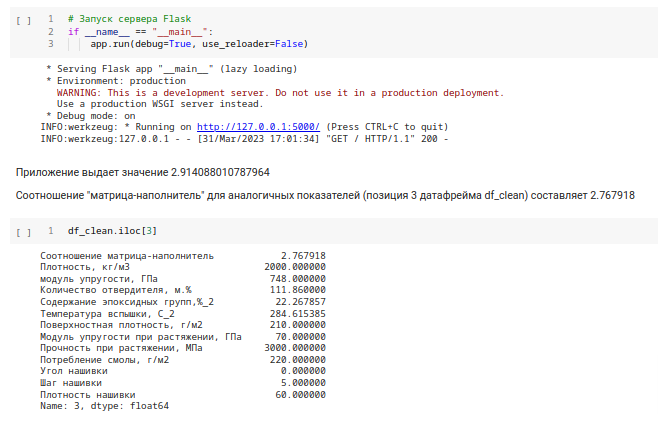 [ ] 1 # Запуск сервера Flask
2 if __name__ == "__main__":
3 app.run(debug=True, use_reloader=False)
* Serving Flask app "__main__" (lazy loading)
* Environment: production
WARNING: This is a development server. Do not use it in a production deployment.
Use a production WSGI server instead.
* Debug mode: on
INFO:werkzeug: * Running on http://127.0.0.1:5000/ (Press CTRL+C to quit)
INFO:werkzeug:127.0.0.1 - - [31/Mar/2023 17:01:34] "GET / HTTP/1.1" 200 -
Приложение выдает значение 2.914088010787964
Соотношение "матрица-наполнитель" для аналогичных показателей (позиция 3 датафрейма df_clean) составляет 2.767918
[ ] 1 df_clean.iloc[3]
Соотношение матрица-наполнитель 2.767918
Плотность, кг/м3 2000.000000
модуль упругости, ГПа 748.000000
Количество отвердителя, м.% 111.860000
Содержание эпоксидных групп,%_2 22.267857
Температура вспышки, С_2 284.615385
Поверхностная плотность, г/м2 210.000000
Модуль упругости при растяжении, ГПа 70.000000
Прочность при растяжении, МПа 3000.000000
Потребление смолы, г/м2 220.000000
Угол нашивки 0.000000
Шаг нашивки 5.000000
Плотность нашивки 60.000000
Name: 3, dtype: float64